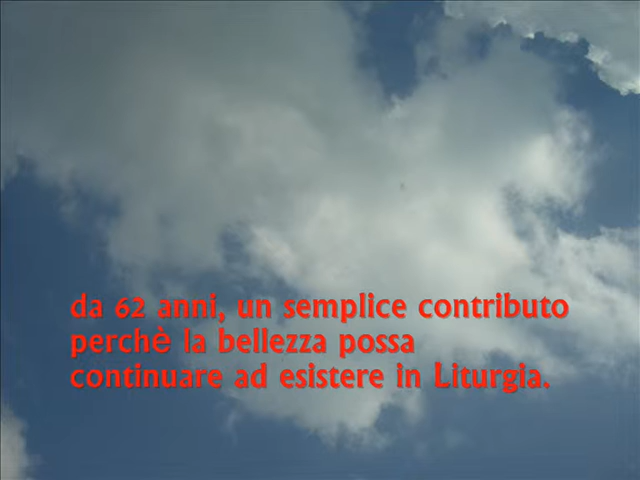 da 62 anni, un semplice contributo
perchè la bellezza possa
continuare ad esistere in Liturgia.